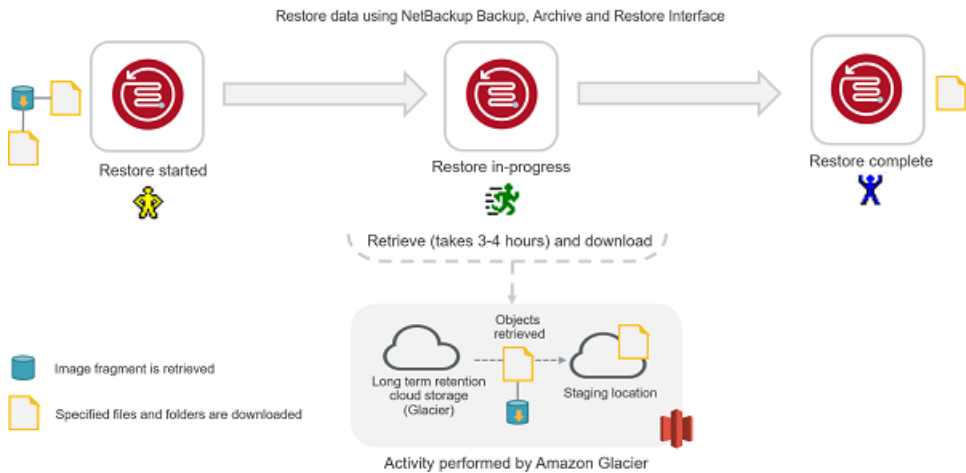 Restore data using NetBackup Backup, Archive and Restore Interface
Restore started
Restore in-progress
Restore complete
Retrieve (takes 3-4 hours) and download
Objects
retrieved
Long term retention
cloud storage
(Glacier)
Staging location
Image fragment is retrieved
Specified files and folders are downloaded
Activity performed by Amazon Glacier